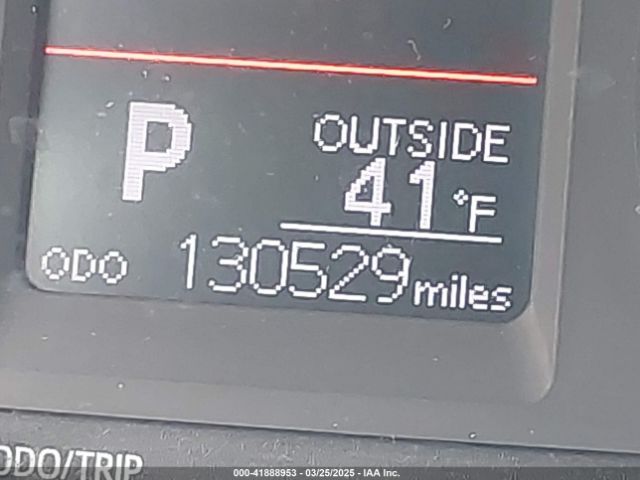 P
OUTSIDE
41°F
ODO 130529 miles
ODO/TRIP
000-41888953 - 03/25/2025 - IAA Inc.